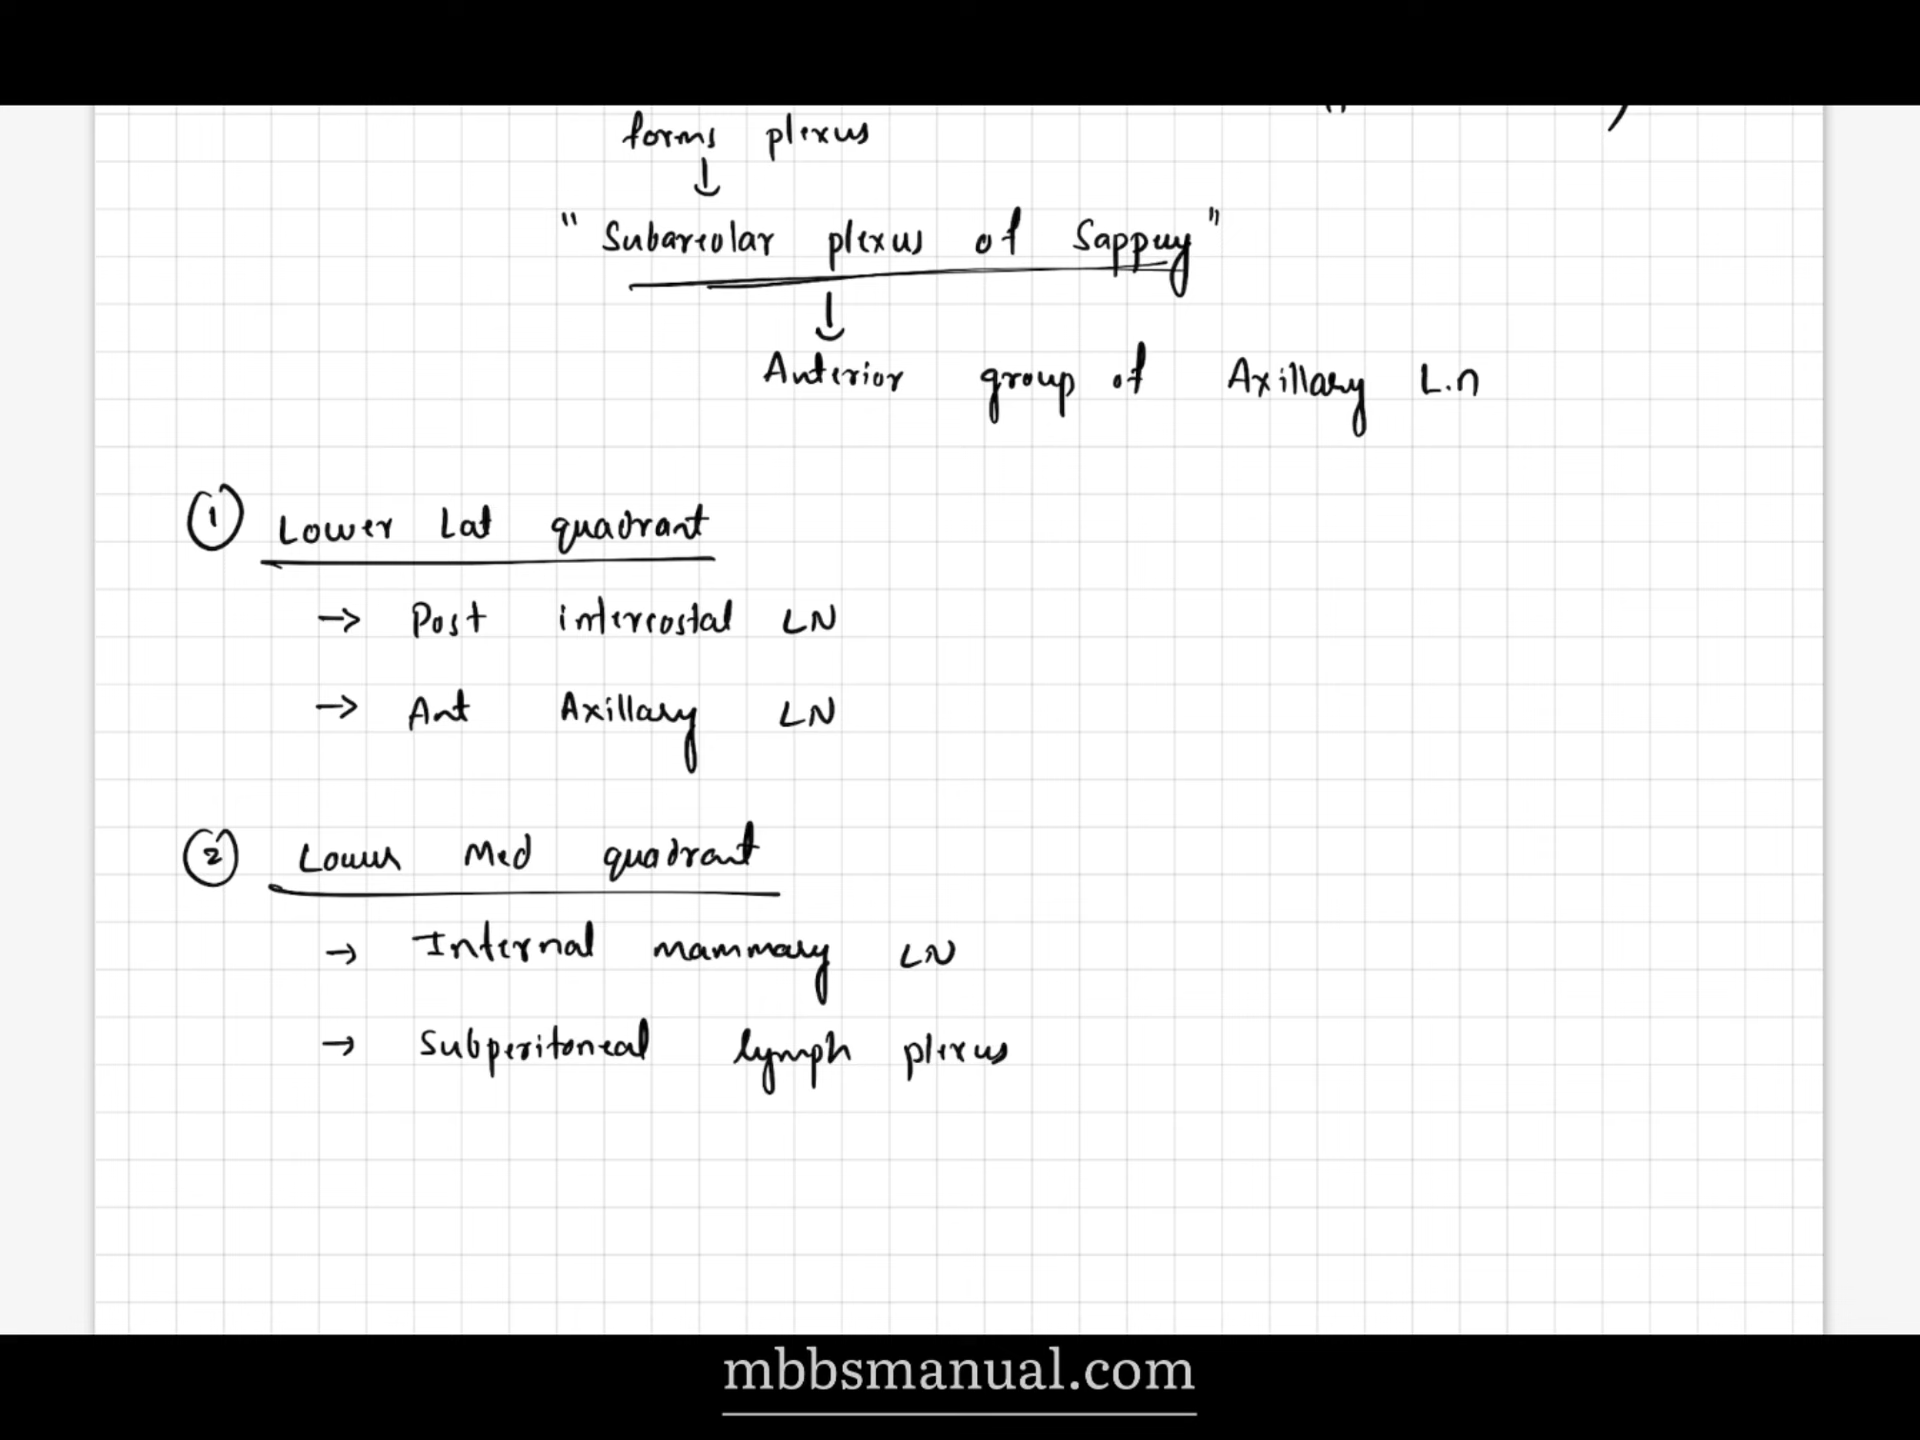 forms plexus
↓
"Subareolar plexus of Sappey"
↓
Anterior group of Axillary L.n
① Lower Lat quadrant
→ Post intercostal LN
→ Ant Axillary LN
② Lower Med quadrant
→ Internal mammary LN
→ Subperitoneal lymph plexus
mbbsmanual.com